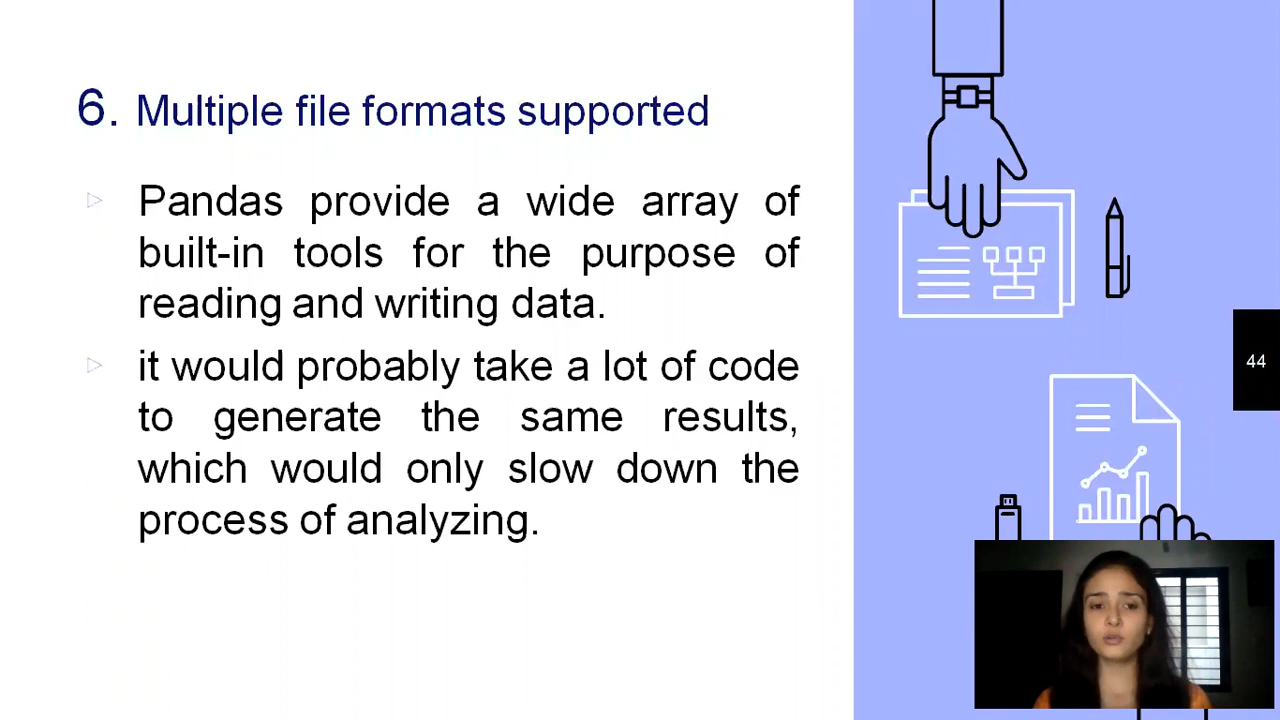 6. Multiple file formats supported
Pandas provide a wide array of
built-in tools for the purpose of
reading and writing data.
it would probably take a lot of code
to generate the same results,
which would only slow down the
process of analyzing.
44